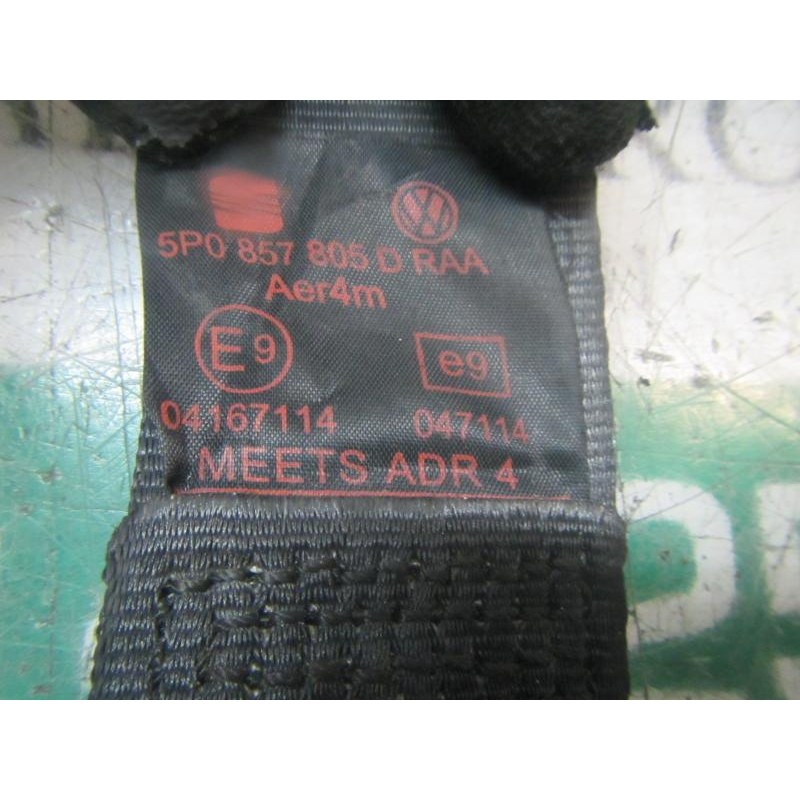 5P0 857 805 D RAA
Aer4m
E9 e9
04167114 047114
MEETS ADR 4